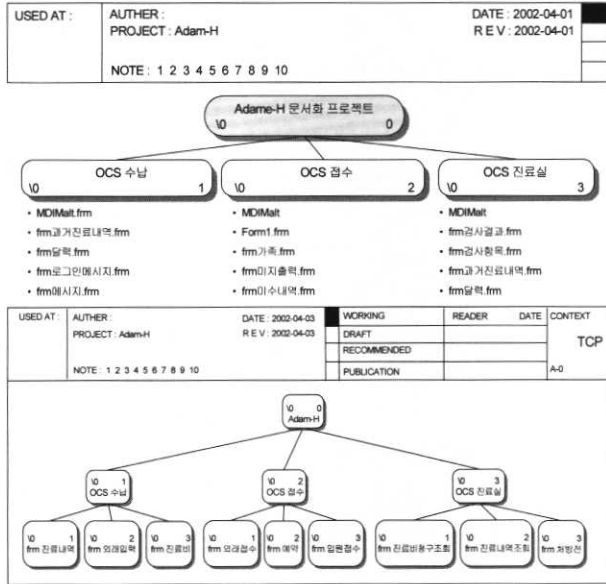 USED AT :
AUTHER :
DATE : 2002-04-01
PROJECT : Adam-H
R E V : 2002-04-01
NOTE : 1 2 3 4 5 6 7 8 9 10
Adame-H 문서화 프로젝트
\0 0
OCS 수납
\0 1
OCS 접수
\0 2
OCS 진료실
\0 3
• MDIMalt.frm
• frm과거진료내역.frm
• frm달력.frm
• frm로그인메시지.frm
• frm메시지.frm
• MDIMalt
• Form1.frm
• frm가족.frm
• frm미지출력.frm
• frm미수내역.frm
• MDIMalt
• frm검사결과.frm
• frm검사항목.frm
• frm과거진료내역.frm
• frm달력.frm
USED AT :
AUTHER :
DATE : 2002-04-03
PROJECT : Adam-H
R E V : 2002-04-03
NOTE : 1 2 3 4 5 6 7 8 9 10
WORKING
DRAFT
RECOMMENDED
PUBLICATION
READER DATE
CONTEXT
TCP
A-0
\0 0
Adam-H
\0 1
OCS 수납
\0 2
OCS 접수
\0 3
OCS 진료실
\0 1
frm 진료내역
\0 2
frm 외래입력
\0 3
frm 진료비
\0 1
frm 외래접수
\0 2
frm 예약
\0 3
frm 입원접수
\0 1
frm 진료비청구조회
\0 2
frm 진료내역조회
\0 3
frm 처방전